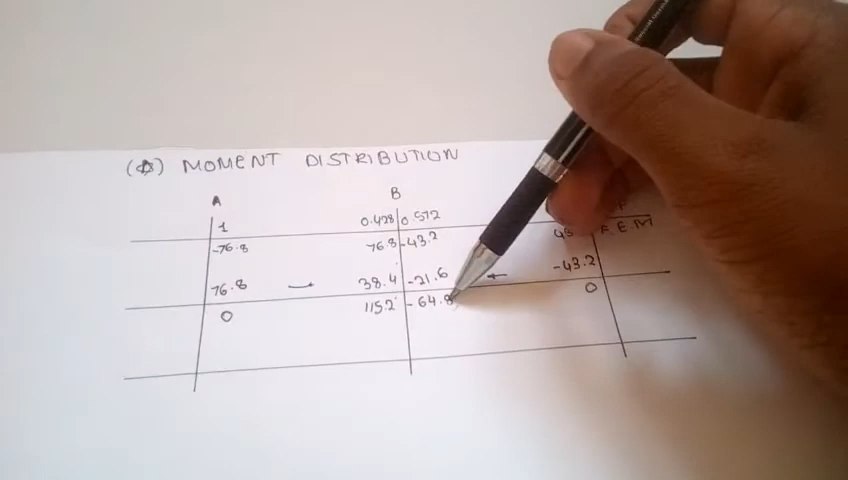 MOMENT DISTRIBUTION
A B
1 0.428 0.572
-76.8 76.8 -43.2 F.E.M
-43.2
76.8 38.4 -21.6
0 115.2 -64.8 0